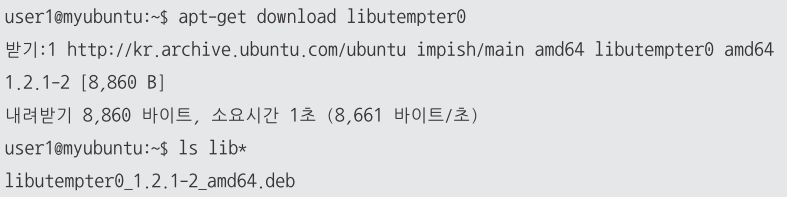 user1@myubuntu:~$ apt-get download libutempter0
받기:1 http://kr.archive.ubuntu.com/ubuntu impish/main amd64 libutempter0 amd64
1.2.1-2 [8,860 B]
내려받기 8,860 바이트, 소요시간 1초 (8,661 바이트/초)
user1@myubuntu:~$ ls lib*
libutempter0_1.2.1-2_amd64.deb